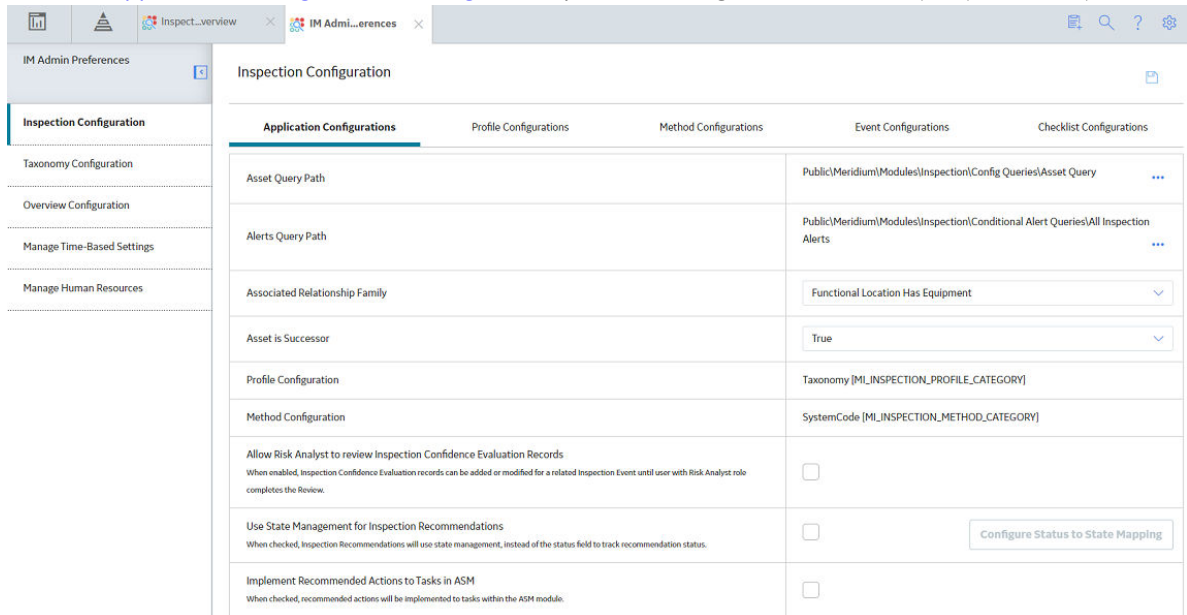 Inspect...verview
IM Admi...erences
IM Admin Preferences
Inspection Configuration
Taxonomy Configuration
Overview Configuration
Manage Time-Based Settings
Manage Human Resources
Inspection Configuration
Application Configurations
Profile Configurations
Method Configurations
Event Configurations
Checklist Configurations
Asset Query Path
Public\Meridium\Modules\Inspection\Config Queries\Asset Query
Alerts Query Path
Public\Meridium\Modules\Inspection\Conditional Alert Queries\All Inspection
Alerts
Associated Relationship Family
Functional Location Has Equipment
Asset is Successor
True
Profile Configuration
Taxonomy [MI_INSPECTION_PROFILE_CATEGORY]
Method Configuration
SystemCode [MI_INSPECTION_METHOD_CATEGORY]
Allow Risk Analyst to review Inspection Confidence Evaluation Records
When enabled, Inspection Confidence Evaluation records can be added or modified for a related Inspection Event until user with Risk Analyst role
completes the Review.
Use State Management for Inspection Recommendations
When checked, Inspection Recommendations will use state management, instead of the status field to track recommendation status.
Configure Status to State Mapping
Implement Recommended Actions to Tasks in ASM
When checked, recommended actions will be implemented to tasks within the ASM module.